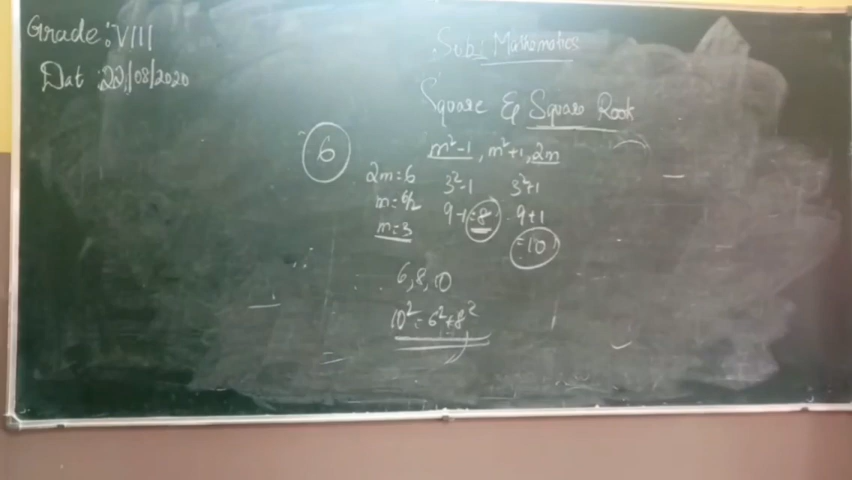 Grade: VIII
Sub: Mathematics
Dat: 22/08/2020
Square & Square Root
6
m²-1, m²+1, 2m
2m=6 3²-1 3²+1
m=6/2 9-1=8 9+1
m=3 =10
6,8,10
10²=6²+8²